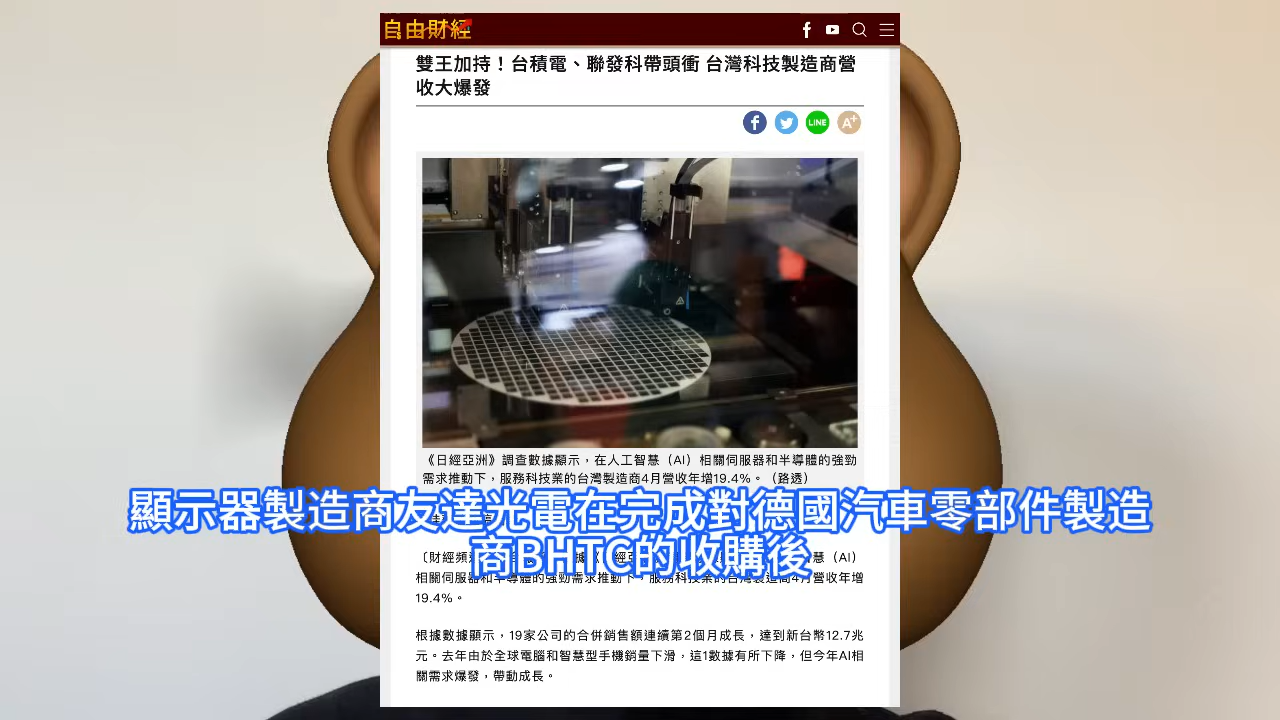 自由財經
雙王加持！台積電、聯發科帶頭衝 台灣科技製造商營
收大爆發
LINE
A+
《日經亞洲》調查數據顯示，在人工智慧（AI）相關伺服器和半導體的強勁
需求推動下，服務科技業的台灣製造商4月營收年增19.4%。（路透）
顯示器製造商友達光電在完成對德國汽車零部件製造
商BHTC的收購後
〔財經頻
慧（AI）
相關伺服器和半導體的強勁需求推動下，服務科技業的台灣製造商4月營收年增
19.4%。
根據數據顯示，19家公司的合併銷售額連續第2個月成長，達到新台幣12.7兆
元。去年由於全球電腦和智慧型手機銷量下滑，這1數據有所下降，但今年AI相
關需求爆發，帶動成長。